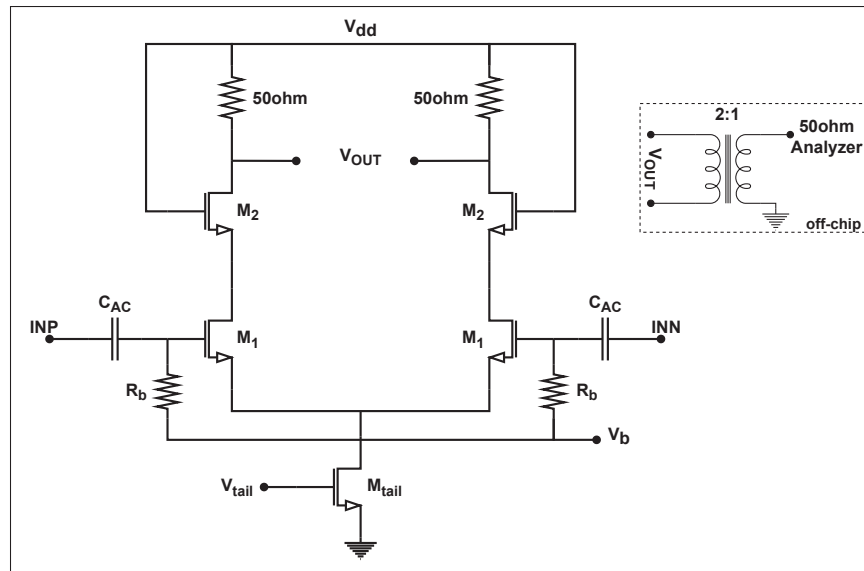 Vdd
50ohm 50ohm
2:1
50ohm
Analyzer
VOUT
VOUT
off-chip
M2 M2
CAC CAC
INP INN
M1 M1
Rb Rb
Vb
Vtail
Mtail